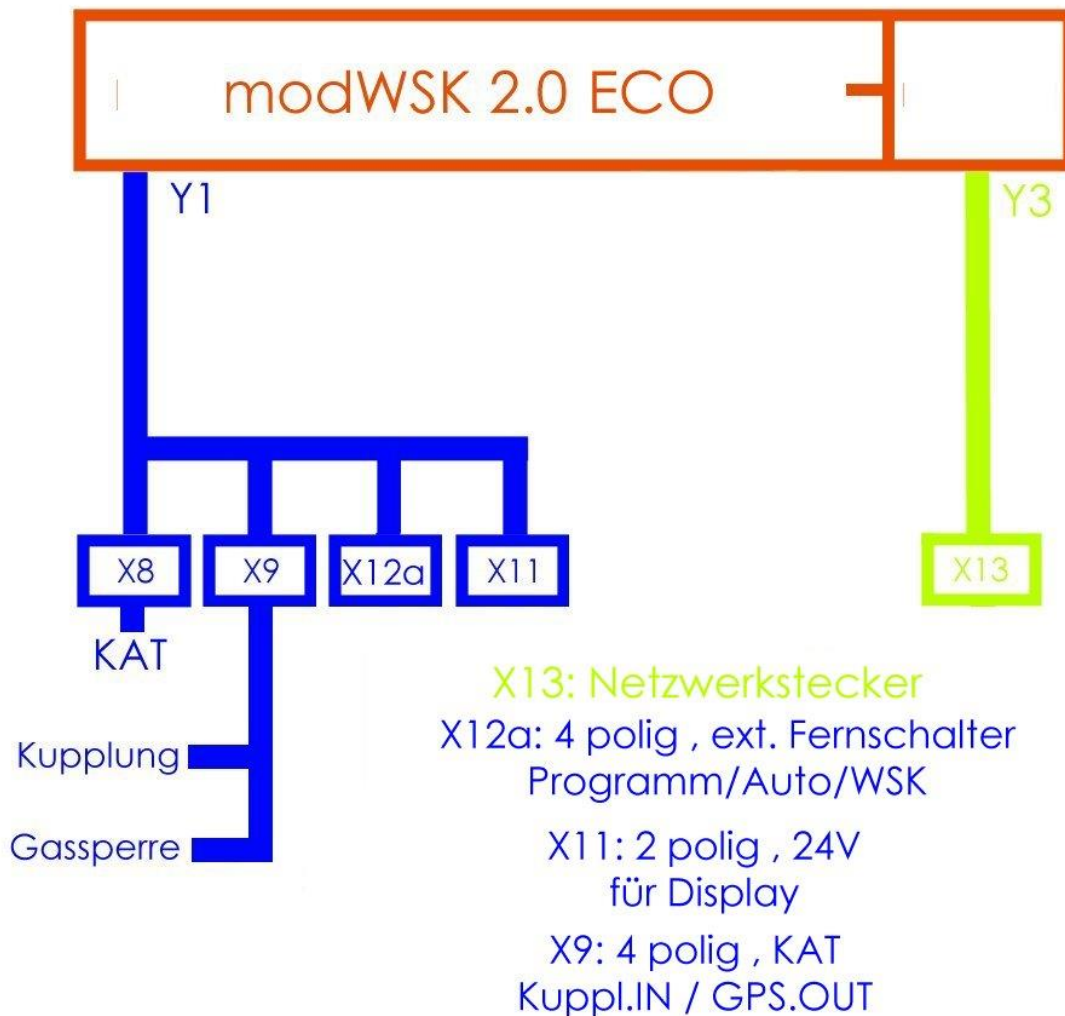 modWSK 2.0 ECO
Y1
Y3
X8
X9
X12a
X11
X13
KAT
Kupplung
Gassperre
X13: Netzwerkstecker
X12a: 4 polig , ext. Fernschalter
Programm/Auto/WSK
X11: 2 polig , 24V
für Display
X9: 4 polig , KAT
Kuppl.IN / GPS.OUT